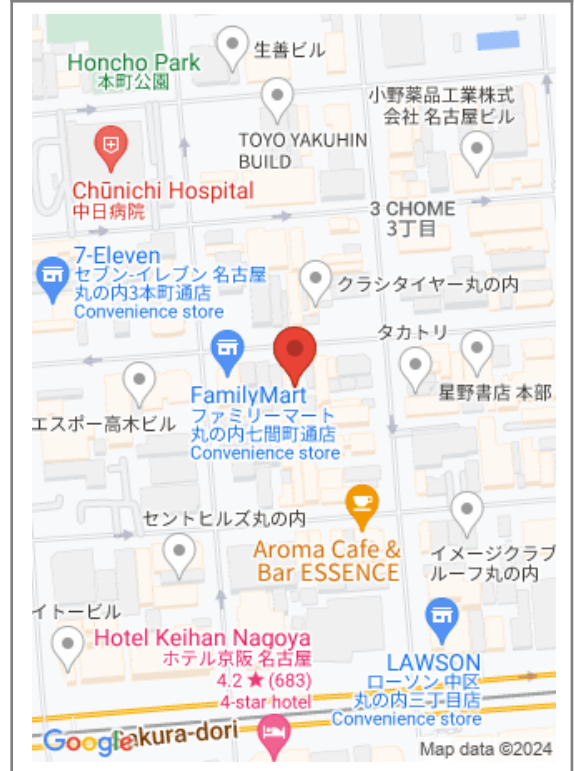 生善ビル
Honcho Park
本町公園
小野薬品工業株式
会社 名古屋ビル
TOYO YAKUHIN
BUILD
Chūnichi Hospital
中日病院
3 CHOME
3丁目
7-Eleven
セブン-イレブン 名古屋
丸の内3本町通店
Convenience store
クラシタイヤー丸の内
タカトリ
星野書店 本部
FamilyMart
ファミリーマート
丸の内七間町通店
Convenience store
エスポー高木ビル
セントヒルズ丸の内
Aroma Cafe &
Bar ESSENCE
イメージクラブ
ルーフ丸の内
イトービル
Hotel Keihan Nagoya
ホテル京阪 名古屋
4.2 ★ (683)
4-star hotel
LAWSON
ローソン 中区
丸の内三丁目店
Convenience store
Google
akura-dori
Map data ©2024